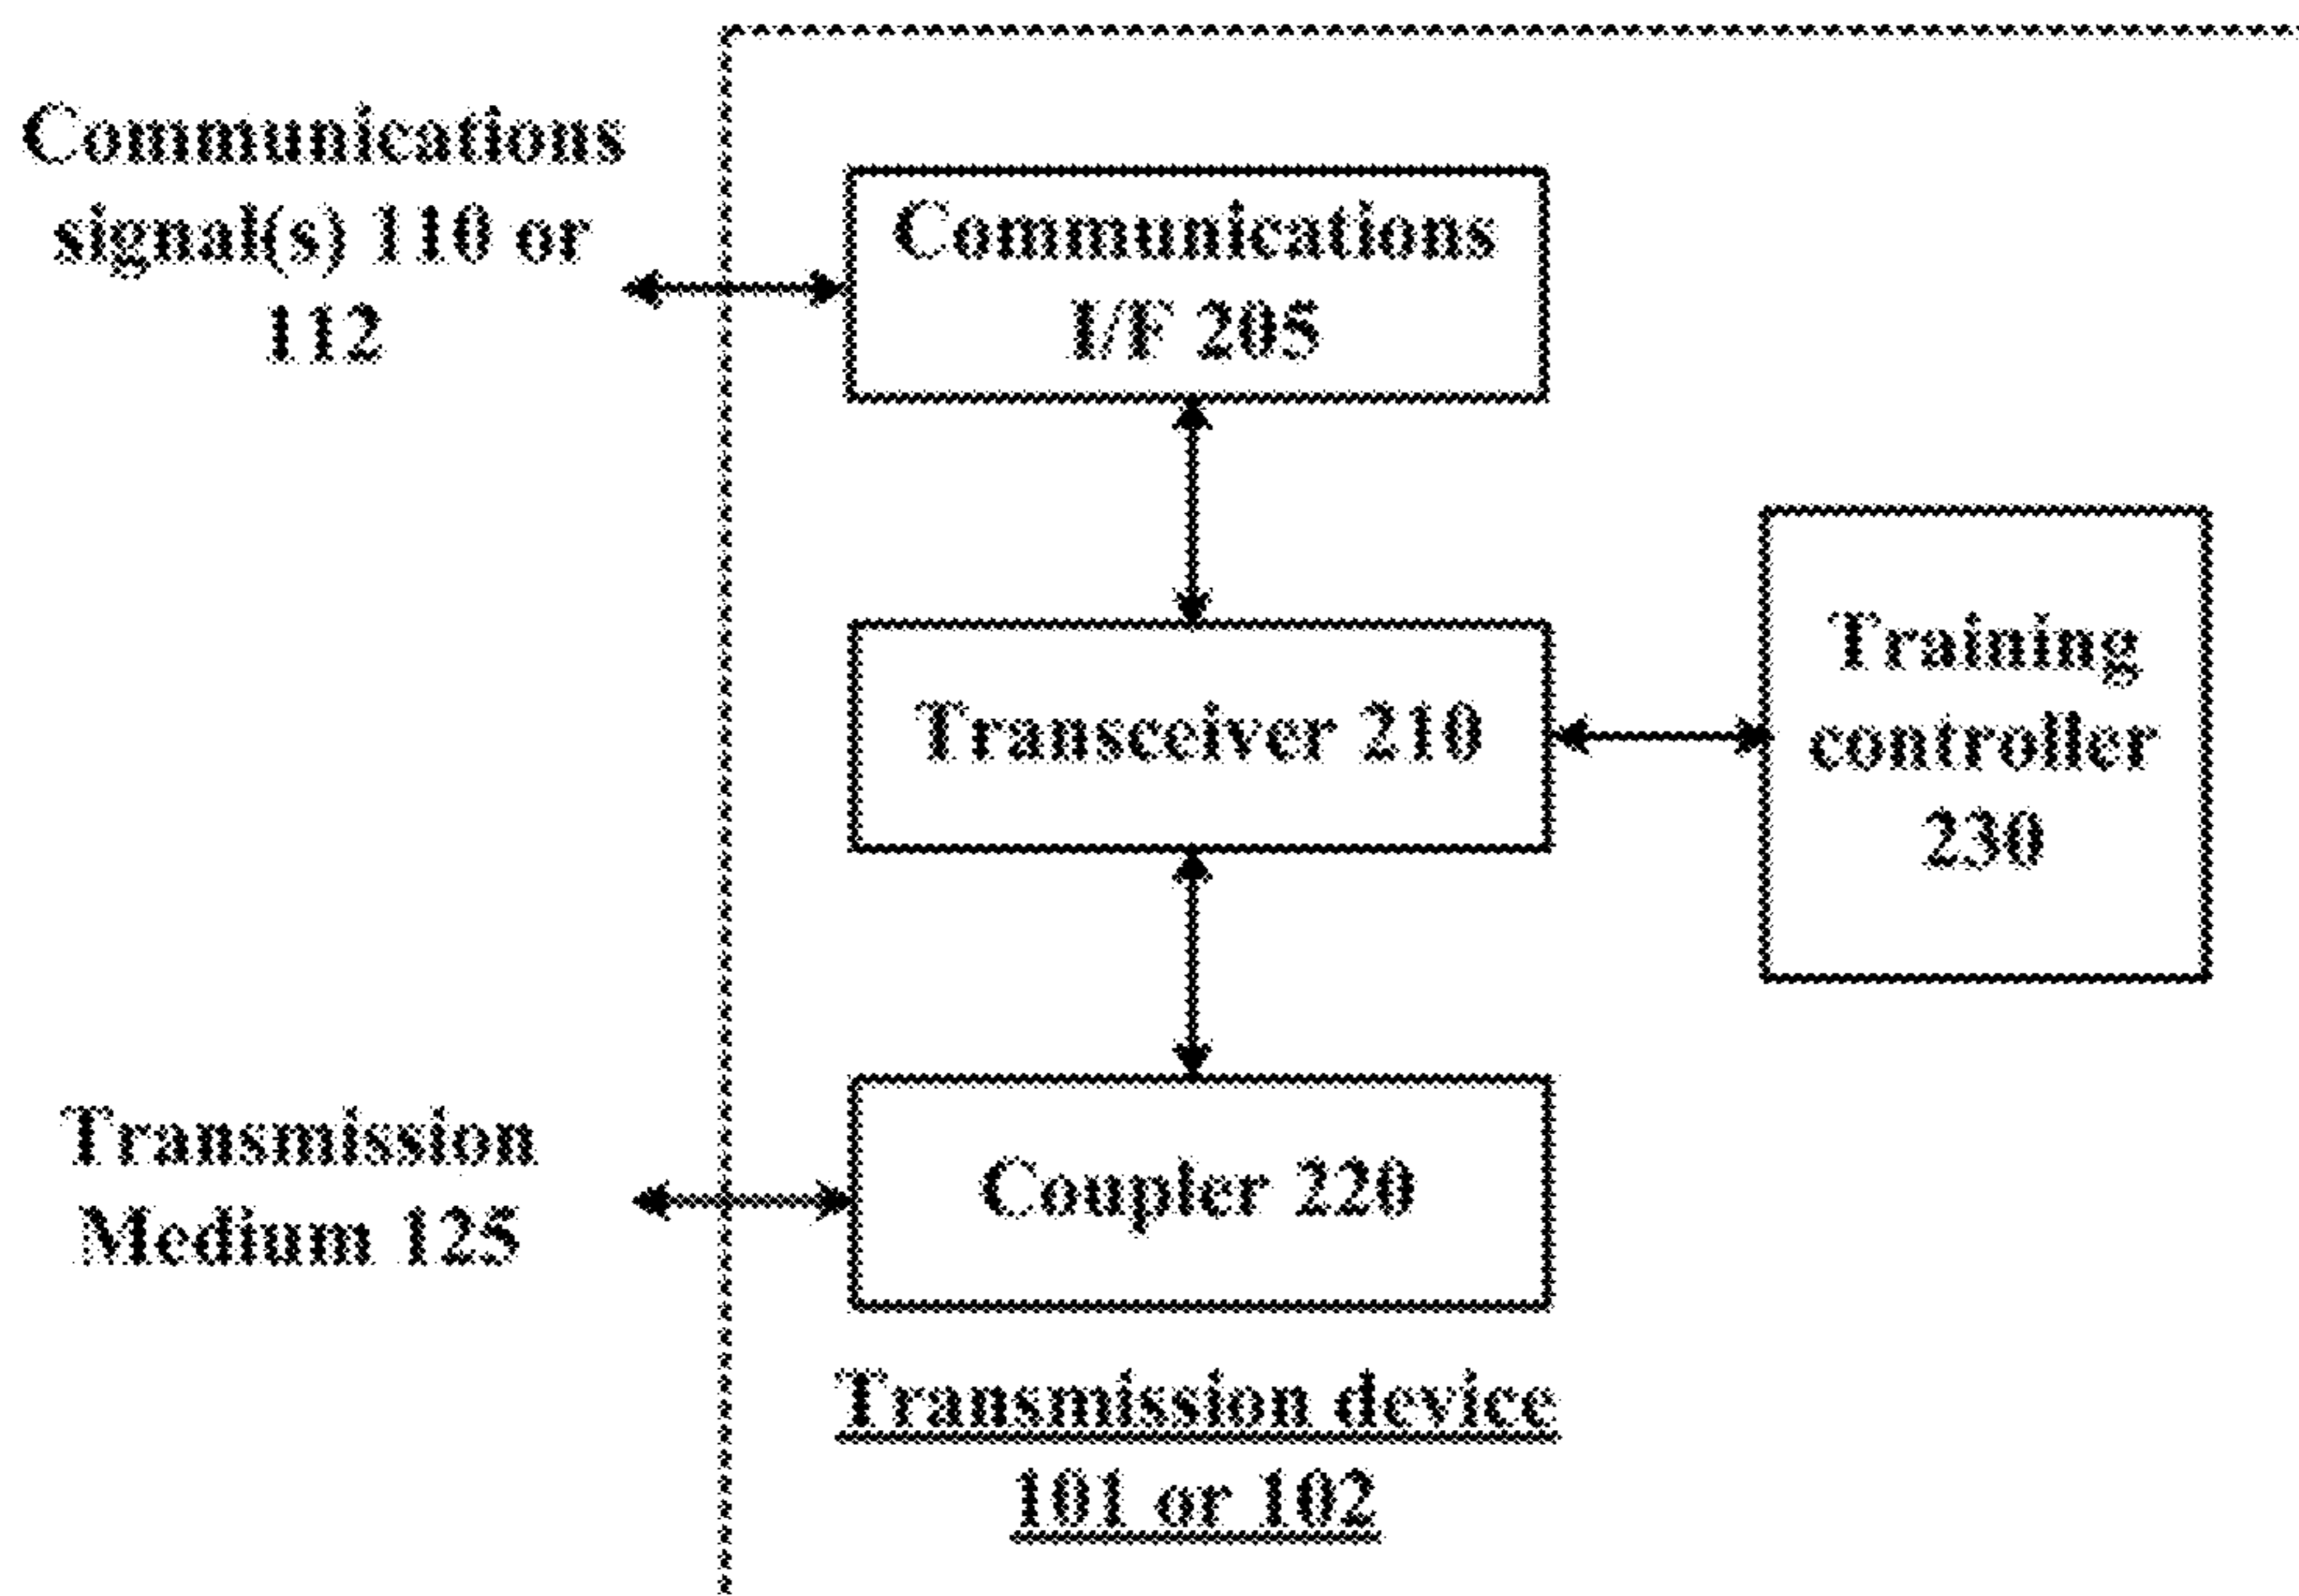 Communications
signal(s) 110 or
112
Communications
I/F 205
Transceiver 210
Training
controller
230
Transmission
Medium 125
Coupler 220
Transmission device
101 or 102